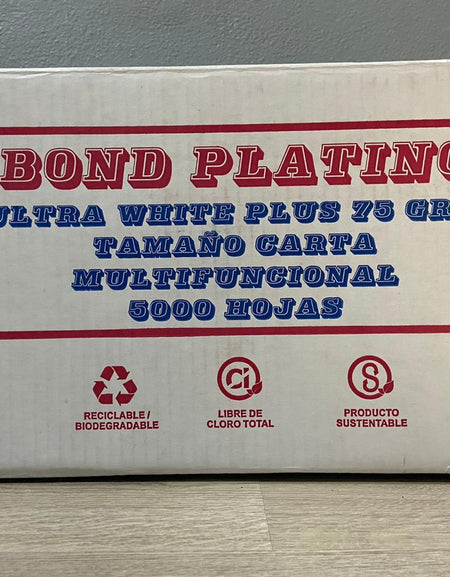 BOND PLATINO
ULTRA WHITE PLUS 75 GR
TAMAÑO CARTA
MULTIFUNCIONAL
5000 HOJAS
RECICLABLE /
BIODEGRADABLE
Cl
LIBRE DE
CLORO TOTAL
S
PRODUCTO
SUSTENTABLE